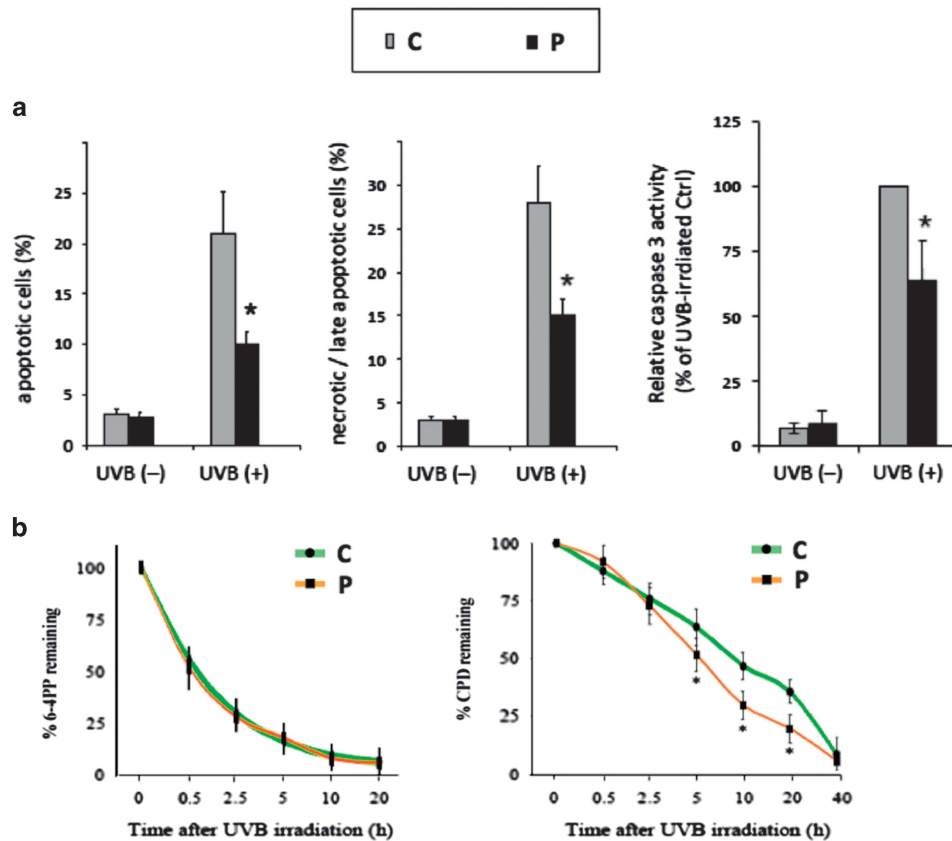 C P
a
apoptotic cells (%)
25
20
15
10
5
0
*
UVB (–) UVB (+)
necrotic / late apoptotic cells (%)
30
25
20
15
10
5
0
*
UVB (–) UVB (+)
Relative caspase 3 activity
(% of UVB-irrdiated Ctrl)
125
100
75
50
25
0
*
UVB (–) UVB (+)
b
% 6-4PP remaining
100
75
50
25
0
C
P
0 0.5 2.5 5 10 20
Time after UVB irradiation (h)
% CPD remaining
100
75
50
25
0
C
P
* * *
0 0.5 2.5 5 10 20 40
Time after UVB irradiation (h)